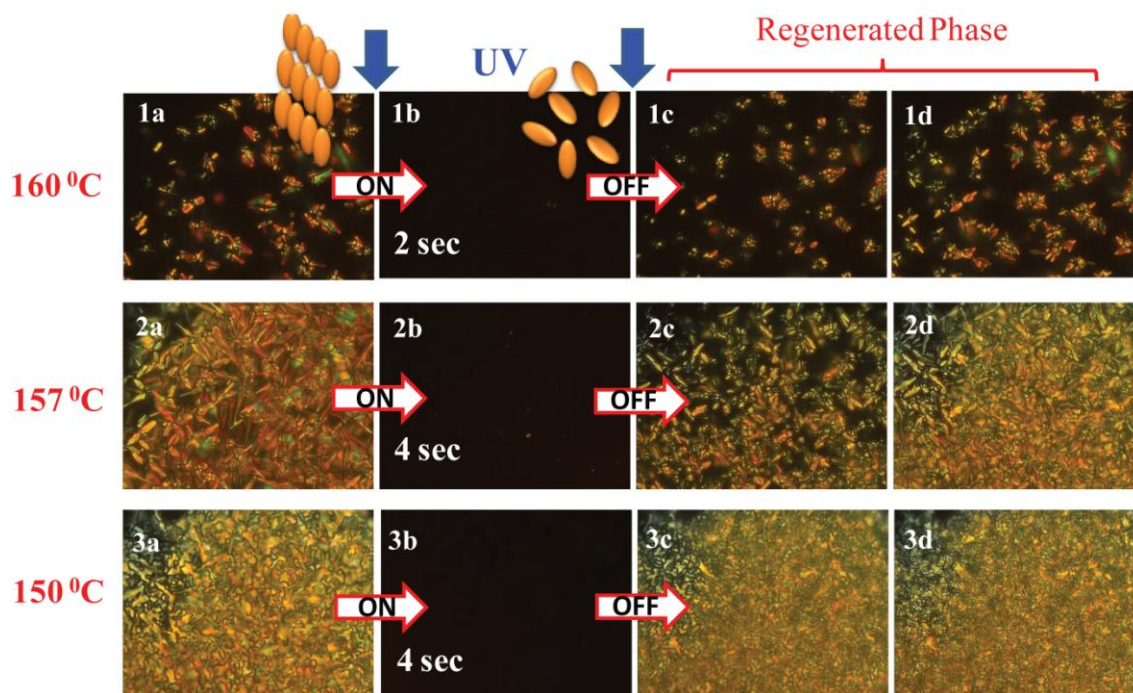 Regenerated Phase
UV
1a
1b
1c
1d
160 ⁰C
ON
OFF
2 sec
2a
2b
2c
2d
157 ⁰C
ON
OFF
4 sec
3a
3b
3c
3d
150 ⁰C
ON
OFF
4 sec